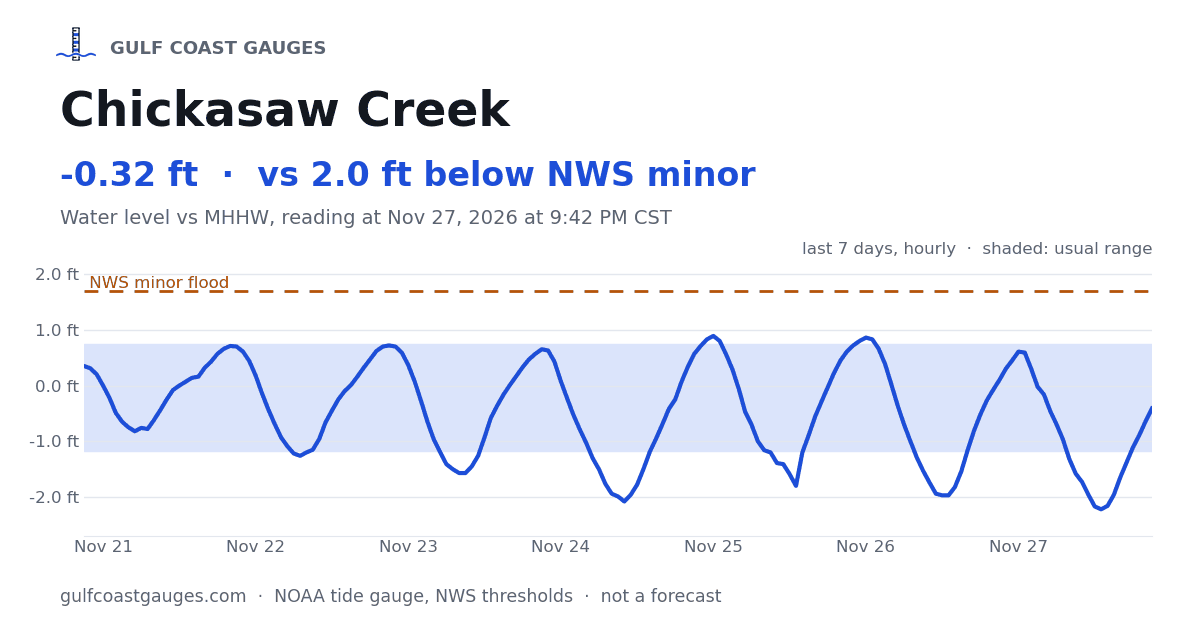 GULF COAST GAUGES
Chickasaw Creek
-0.32 ft · vs 2.0 ft below NWS minor
Water level vs MHHW, reading at Nov 27, 2026 at 9:42 PM CST
last 7 days, hourly · shaded: usual range
2.0 ft
NWS minor flood
1.0 ft
0.0 ft
-1.0 ft
-2.0 ft
Nov 21 Nov 22 Nov 23 Nov 24 Nov 25 Nov 26 Nov 27
gulfcoastgauges.com · NOAA tide gauge, NWS thresholds · not a forecast